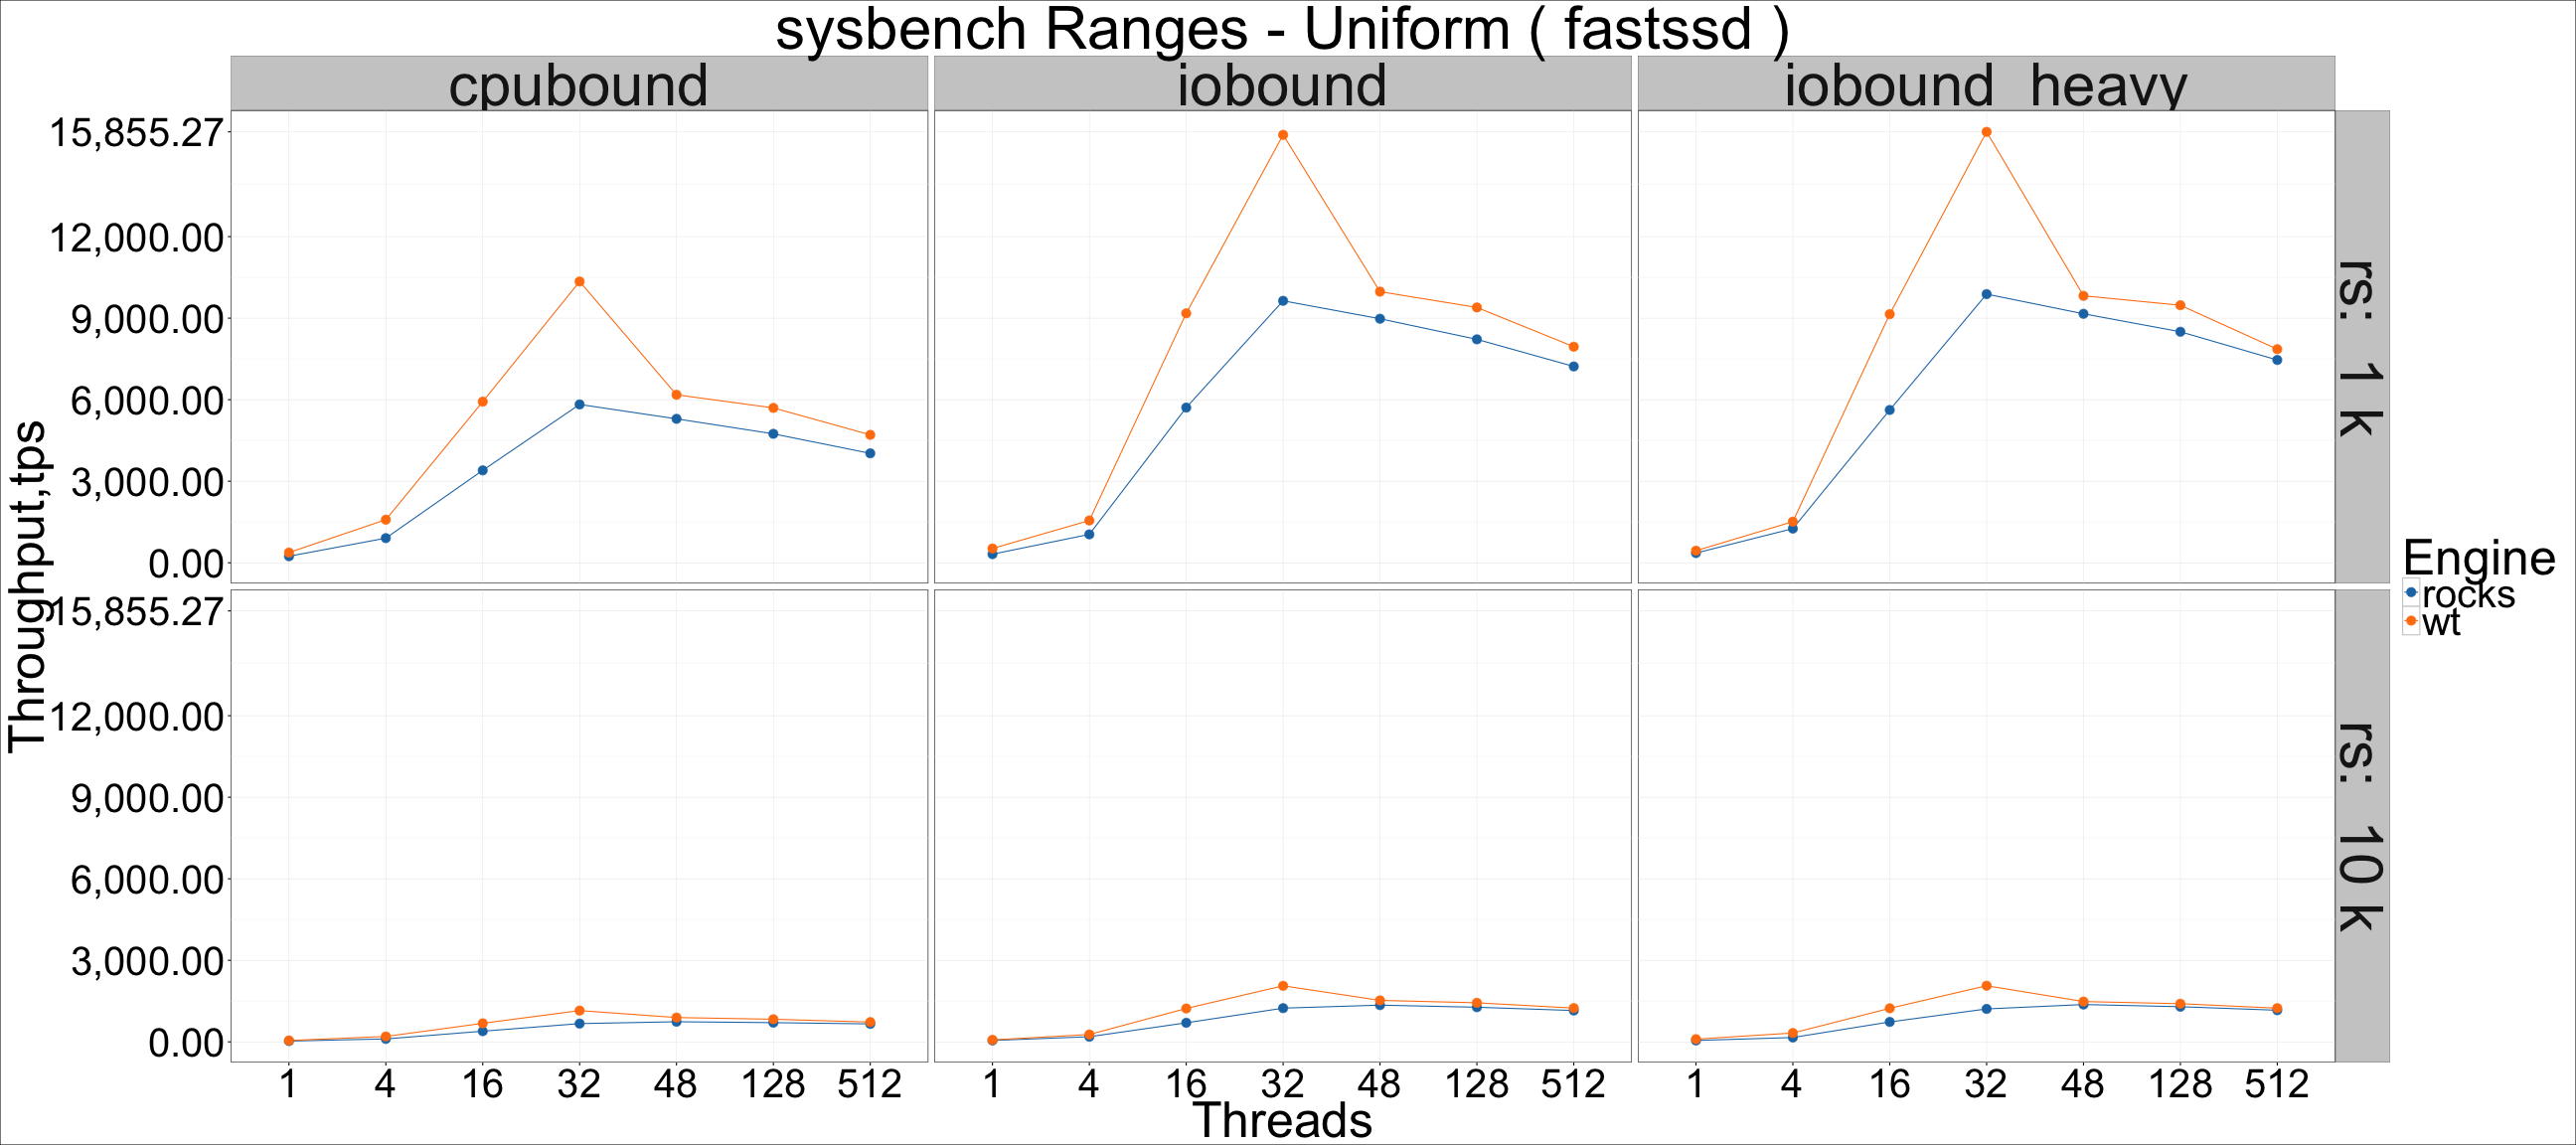 sysbench Ranges - Uniform ( fastssd )
cpubound
iobound
iobound heavy
15,855.27
12,000.00
9,000.00
6,000.00
3,000.00
0.00
rs: 1 k
15,855.27
12,000.00
9,000.00
6,000.00
3,000.00
0.00
rs: 10 k
Throughput,tps
1 4 16 32 48 128 512
1 4 16 32 48 128 512
1 4 16 32 48 128 512
Threads
Engine
rocks
wt